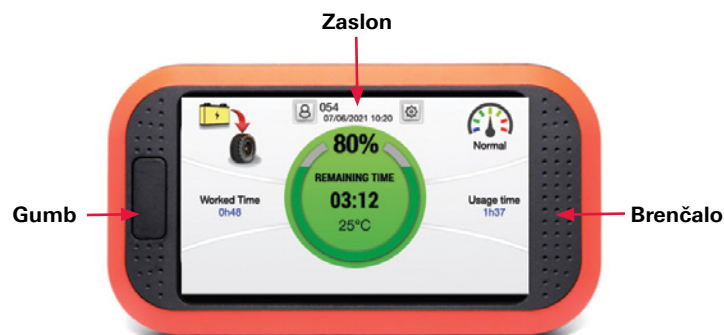 Zaslon
054
07/06/2021 10:20
80%
Normal
REMAINING TIME
03:12
25°C
Worked Time
0h48
Usage time
1h37
Gumb
Brenčalo